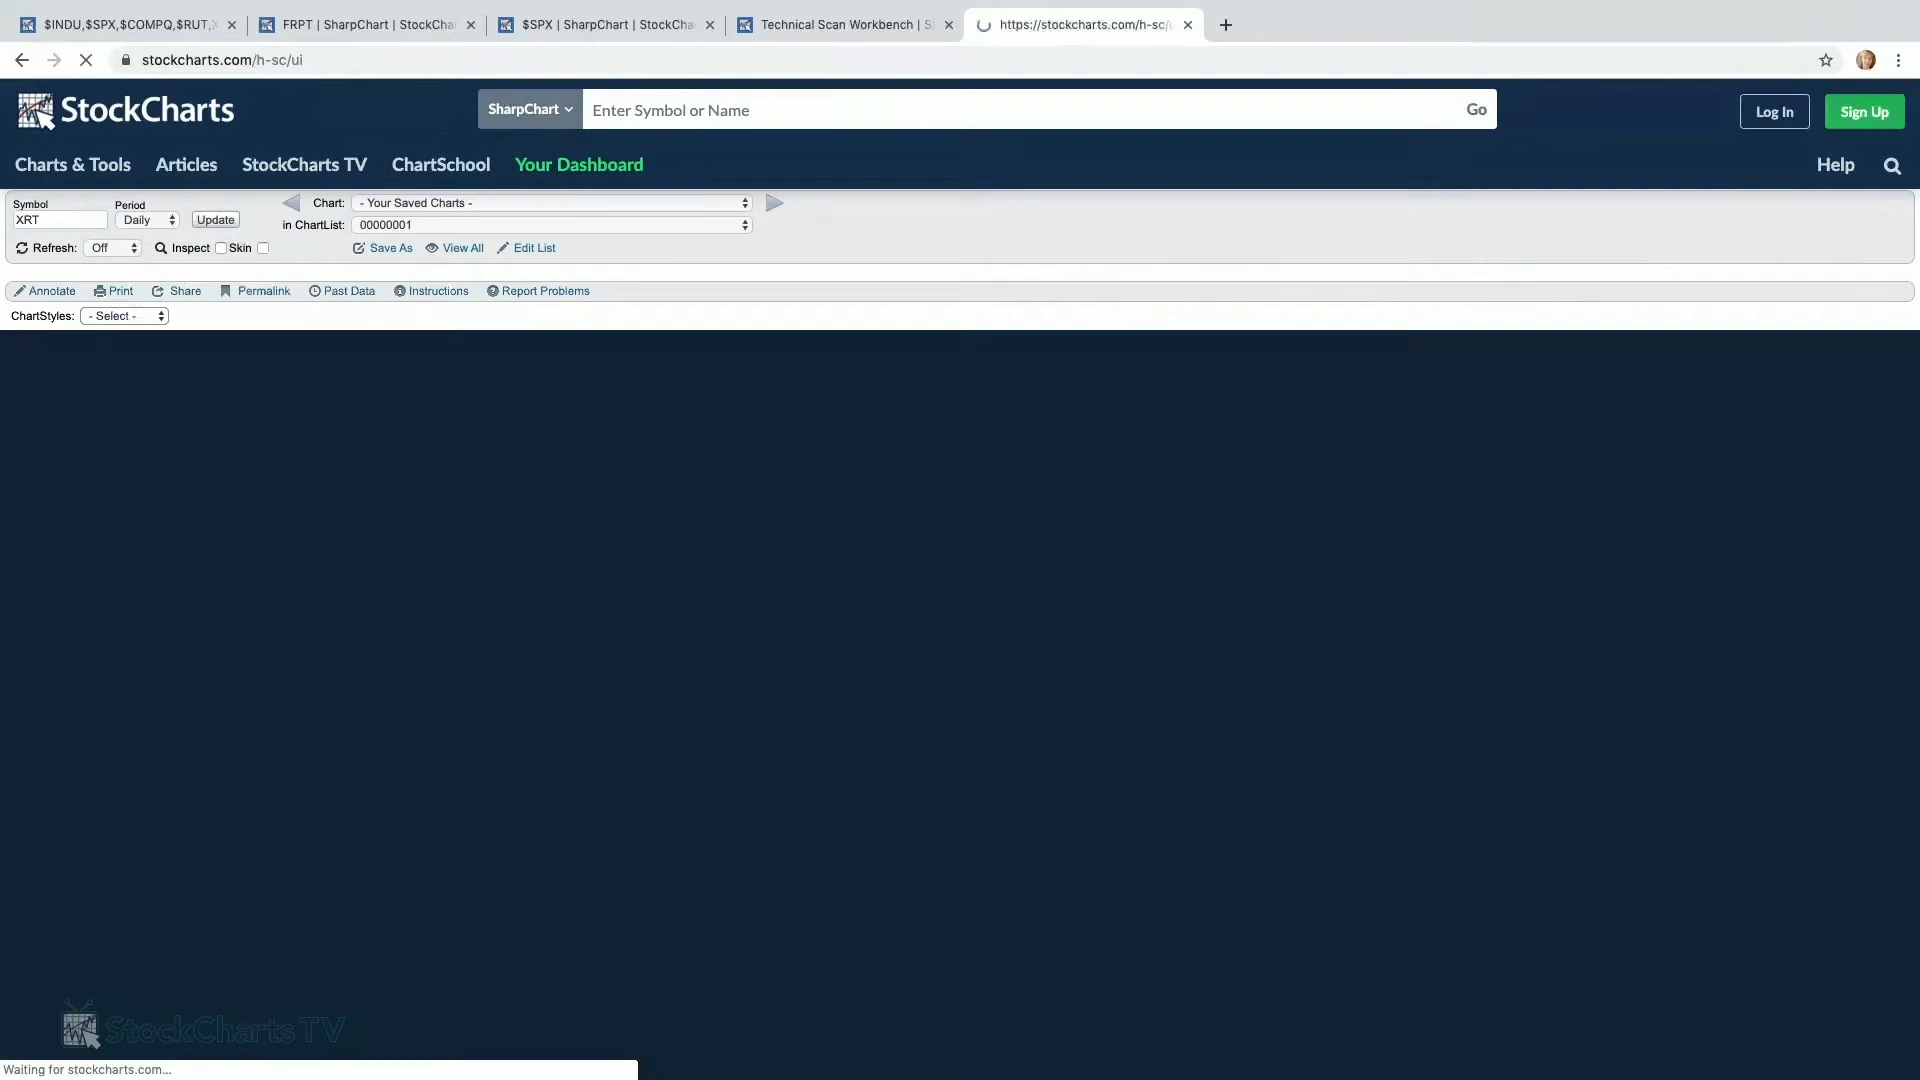 $INDU,$SPX,$COMPQ,$RUT,
FRPT | SharpChart | StockCha
$SPX | SharpChart | StockCha
Technical Scan Workbench | S
https://stockcharts.com/h-sc/u
stockcharts.com/h-sc/ui
StockCharts
SharpChart
Enter Symbol or Name
Go
Log In
Sign Up
Charts & Tools
Articles
StockCharts TV
ChartSchool
Your Dashboard
Help
Symbol
Period
Chart:
- Your Saved Charts -
XRT
Daily
Update
in ChartList:
00000001
Refresh:
Off
Inspect
Skin
Save As
View All
Edit List
Annotate
Print
Share
Permalink
Past Data
Instructions
Report Problems
ChartStyles:
- Select -
StockCharts TV
Waiting for stockcharts.com...